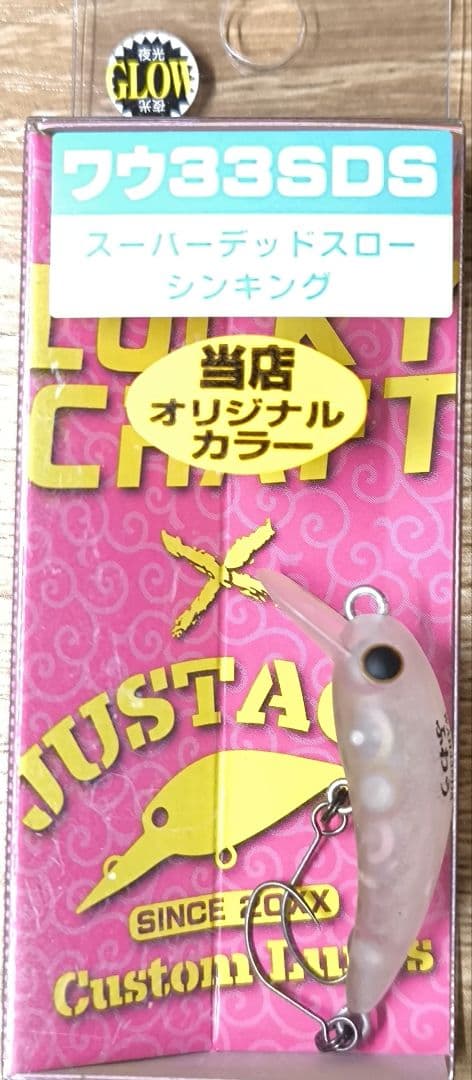 夜光
GLOW
夜光
ワウ33SDS
スーパーデッドスロー
シンキング
LUCKY
CRAFT
当店
オリジナル
カラー
X
SINCE 20XX
Custom